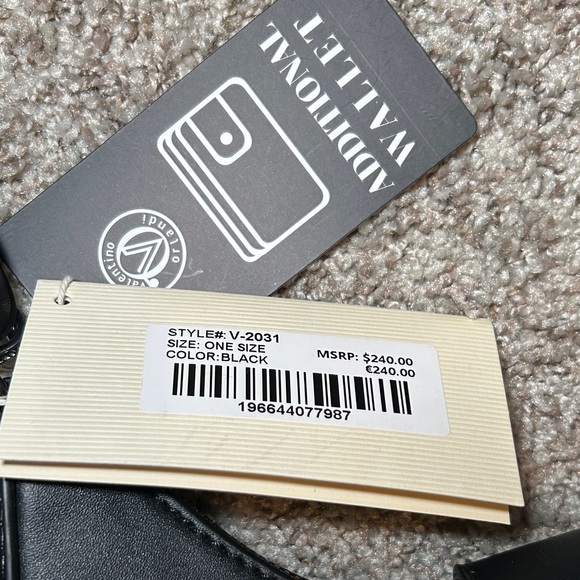 ADDITIONAL
WALLET
Valentino
Orlandi
STYLE#: V-2031
SIZE: ONE SIZE
COLOR:BLACK
MSRP: $240.00
€240.00
196644077987